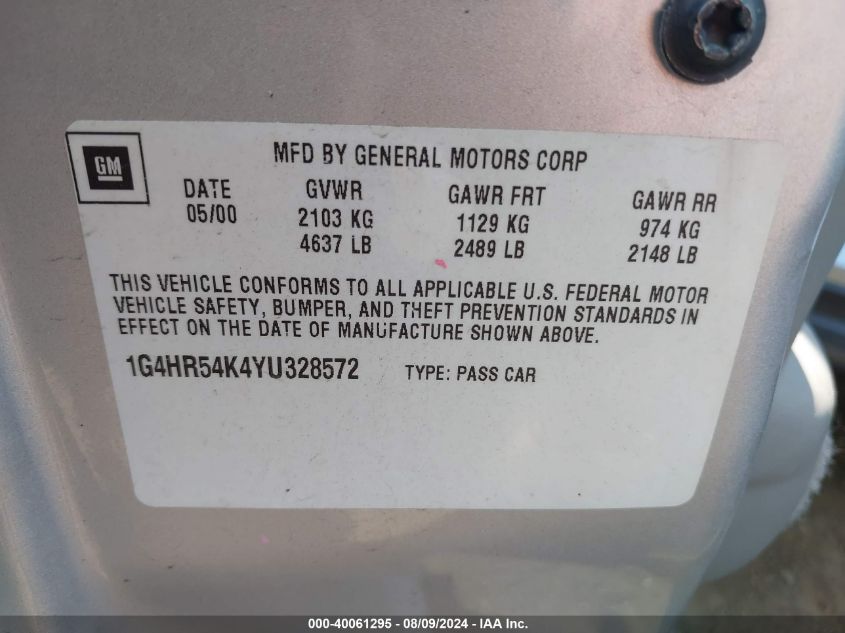 GM
MFD BY GENERAL MOTORS CORP
DATE GVWR GAWR FRT GAWR RR
05/00 2103 KG 1129 KG 974 KG
4637 LB 2489 LB 2148 LB
THIS VEHICLE CONFORMS TO ALL APPLICABLE U.S. FEDERAL MOTOR
VEHICLE SAFETY, BUMPER, AND THEFT PREVENTION STANDARDS IN
EFFECT ON THE DATE OF MANUFACTURE SHOWN ABOVE.
1G4HR54K4YU328572 TYPE: PASS CAR
000-40061295 - 08/09/2024 - IAA Inc.